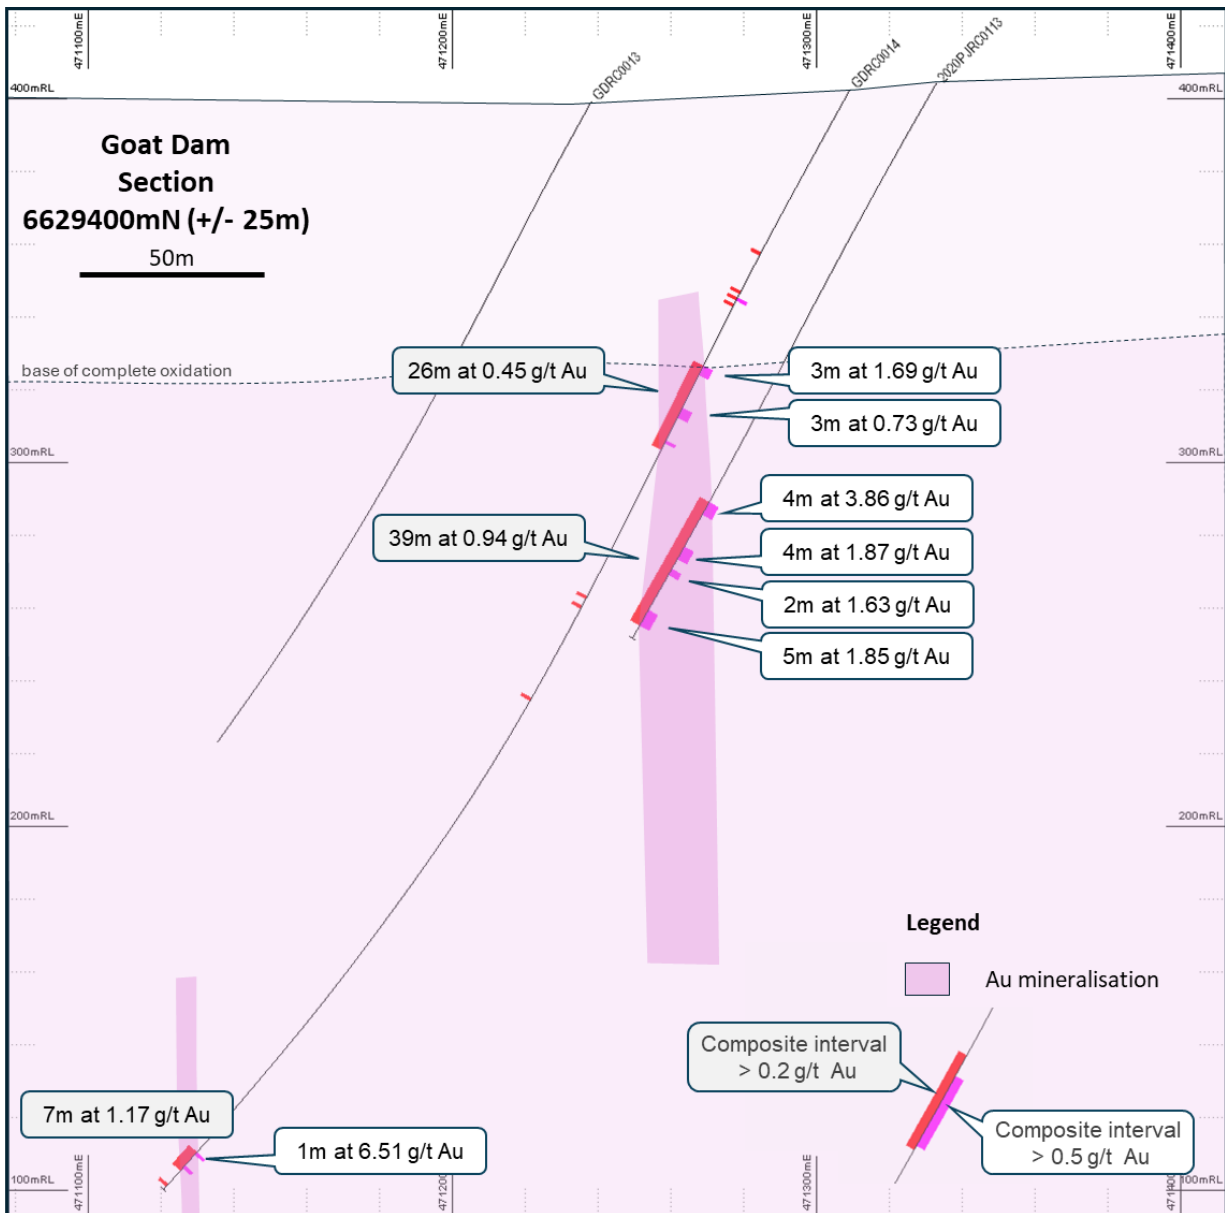 471100mE
471200mE
471300mE
471400mE
GDRC0013
GDRC0014
2020PJRC0113
400mRL
400mRL
Goat Dam
Section
6629400mN (+/- 25m)
50m
base of complete oxidation
26m at 0.45 g/t Au
3m at 1.69 g/t Au
3m at 0.73 g/t Au
300mRL
300mRL
4m at 3.86 g/t Au
39m at 0.94 g/t Au
4m at 1.87 g/t Au
2m at 1.63 g/t Au
5m at 1.85 g/t Au
200mRL
200mRL
Legend
Au mineralisation
Composite interval
> 0.2 g/t Au
Composite interval
> 0.5 g/t Au
7m at 1.17 g/t Au
1m at 6.51 g/t Au
100mRL
100mRL
471100mE
471200mE
471300mE
471400mE